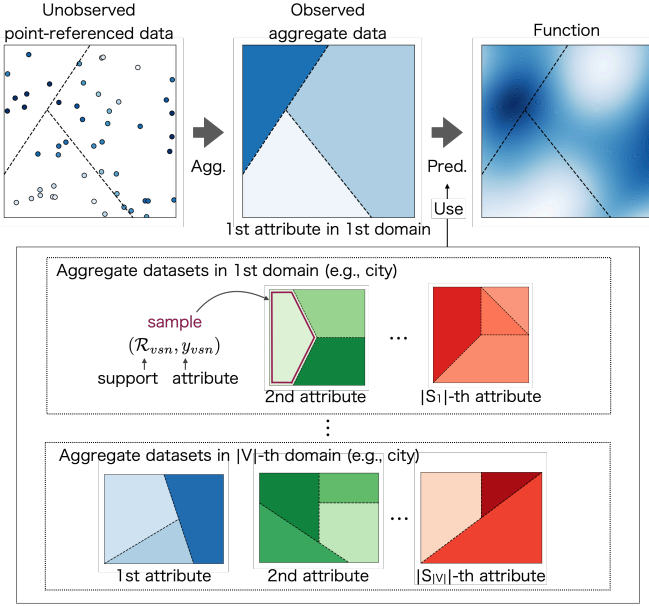 Unobserved
point-referenced data
Observed
aggregate data
Function
Agg.
Pred.
Use
1st attribute in 1st domain
Aggregate datasets in 1st domain (e.g., city)
sample
(R_vsn, y_vsn)
support attribute
2nd attribute
...
|S1|-th attribute
⋮
Aggregate datasets in |V|-th domain (e.g., city)
1st attribute
2nd attribute
...
|S|V||-th attribute